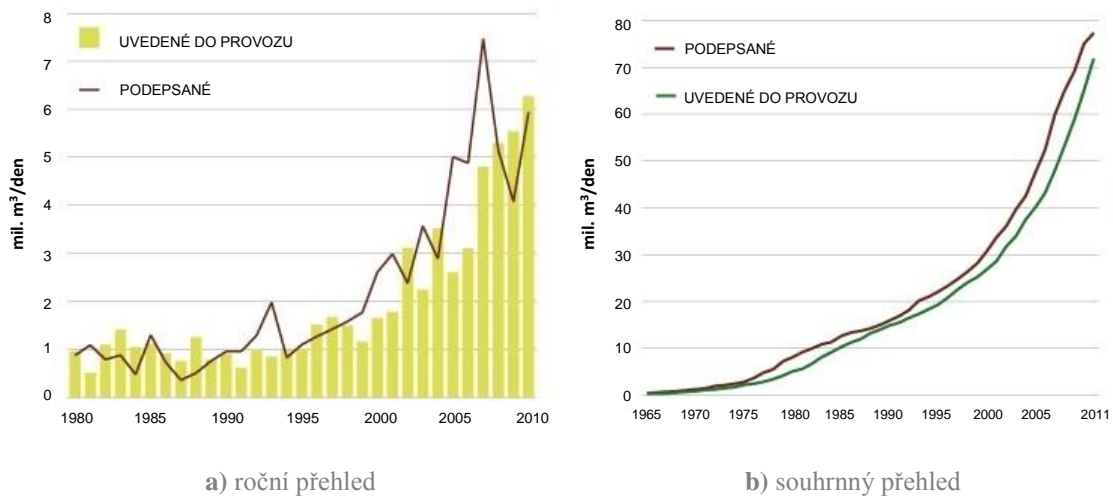 8
7
6
5
4
3
2
1
0
mil. m³/den
UVEDENÉ DO PROVOZU
PODEPSANÉ
1980 1985 1990 1995 2000 2005 2010
a) roční přehled
80
70
60
50
40
30
20
10
0
mil. m³/den
PODEPSANÉ
UVEDENÉ DO PROVOZU
1965 1970 1975 1980 1985 1990 1995 2000 2005 2011
b) souhrnný přehled